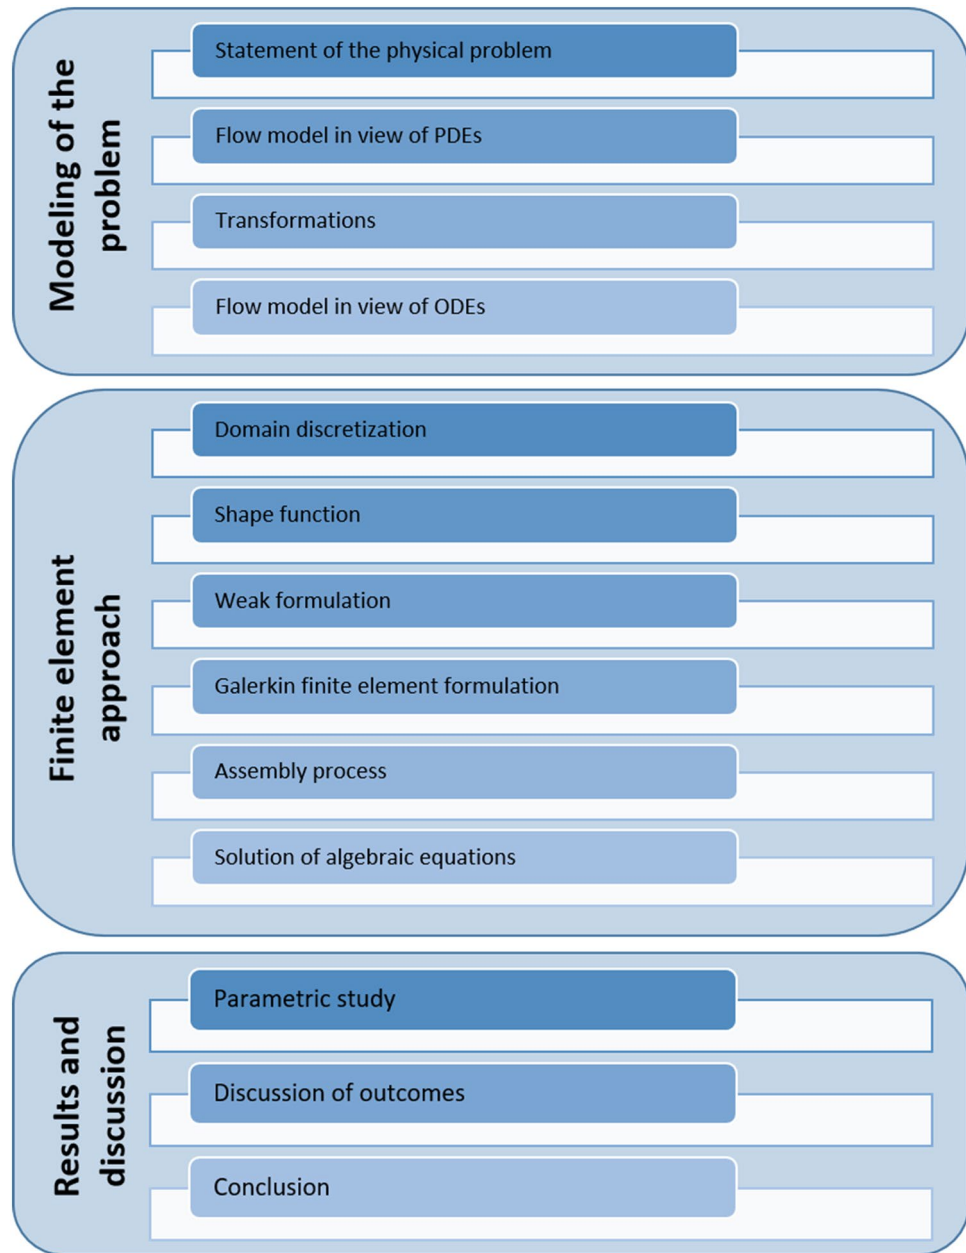 Modeling of the
problem
Statement of the physical problem
Flow model in view of PDEs
Transformations
Flow model in view of ODEs
Finite element
approach
Domain discretization
Shape function
Weak formulation
Galerkin finite element formulation
Assembly process
Solution of algebraic equations
Results and
discussion
Parametric study
Discussion of outcomes
Conclusion